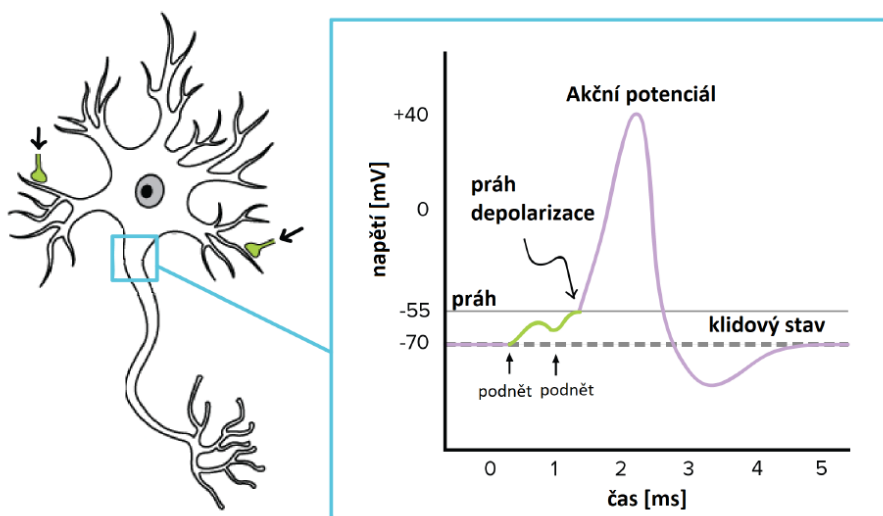 Akční potenciál
+40
práh
depolarizace
0
napětí [mV]
práh
-55
klidový stav
-70
podnět
podnět
0
1
2
3
4
5
čas [ms]